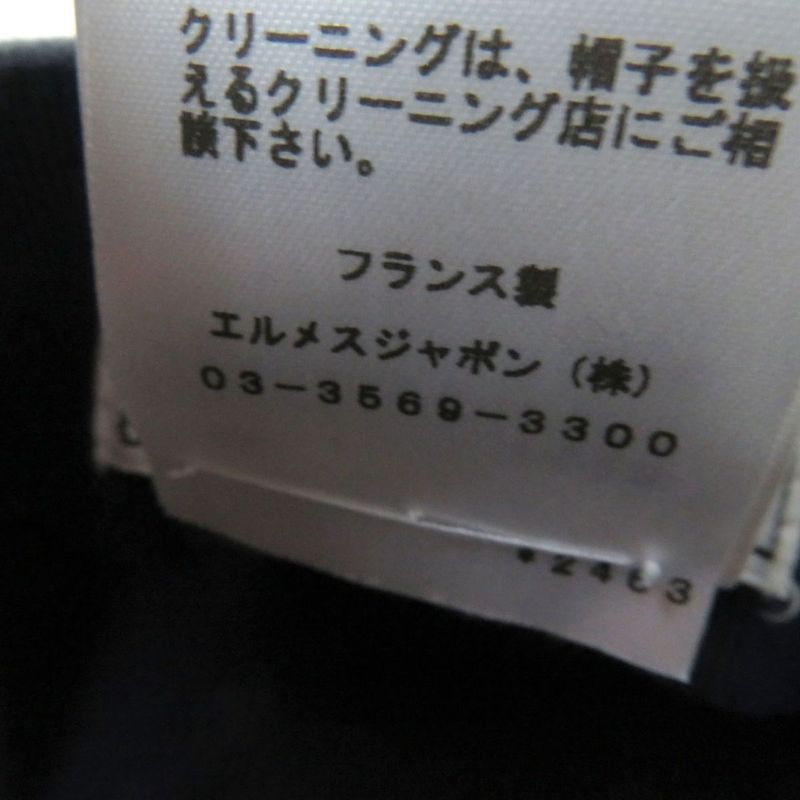 クリーニングは、帽子を扱
えるクリーニング店にご相
談下さい。
フランス製
エルメスジャポン（株）
03-3569-3300